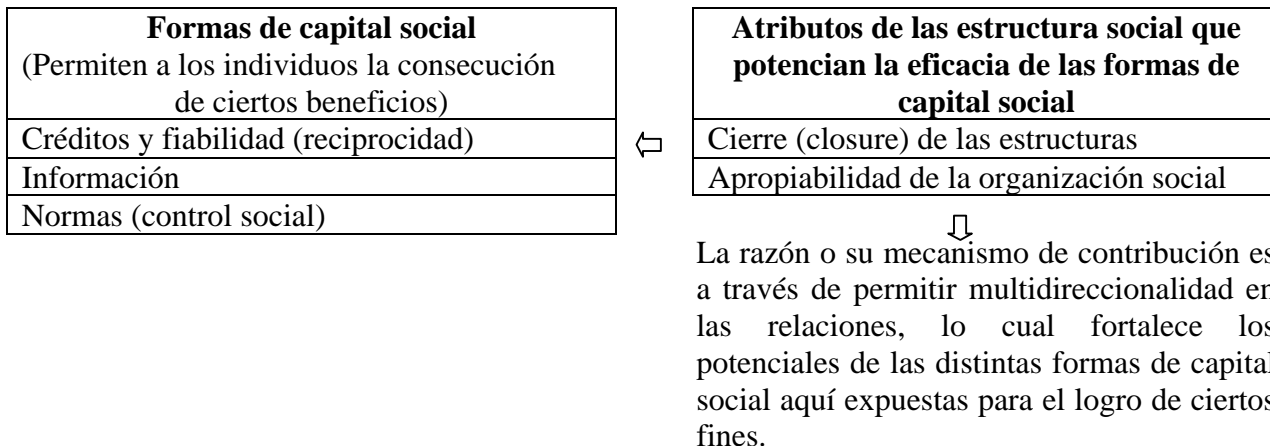 Formas de capital social
(Permiten a los individuos la consecución
de ciertos beneficios)
Créditos y fiabilidad (reciprocidad)
Información
Normas (control social)
Atributos de las estructura social que
potencian la eficacia de las formas de
capital social
Cierre (closure) de las estructuras
Apropiabilidad de la organización social
La razón o su mecanismo de contribución es
a través de permitir multidireccionalidad en
las relaciones, lo cual fortalece los
potenciales de las distintas formas de capital
social aquí expuestas para el logro de ciertos
fines.